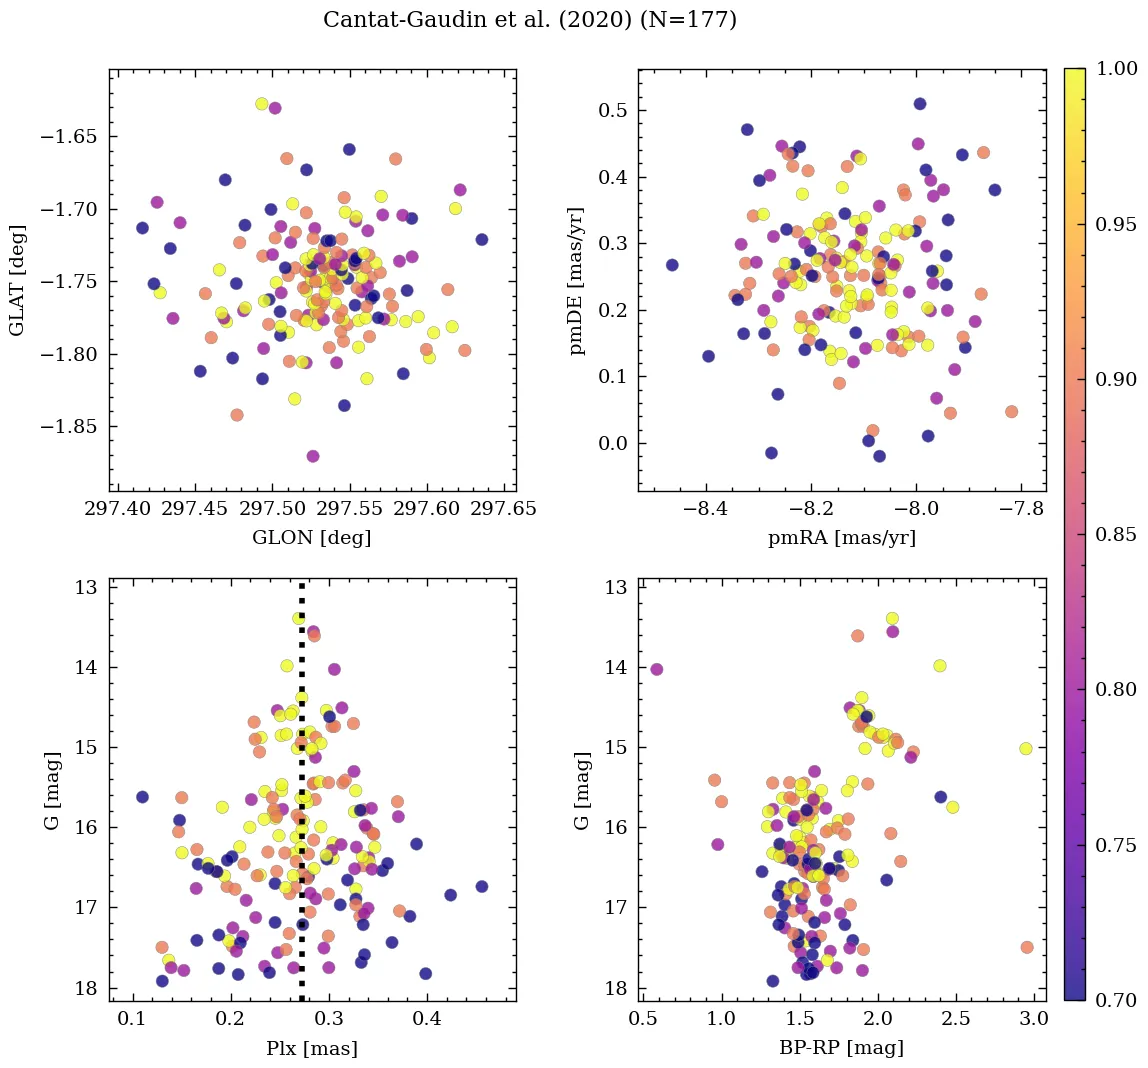 Cantat-Gaudin et al. (2020) (N=177)
GLAT [deg]
−1.65
−1.70
−1.75
−1.80
−1.85
297.40 297.45 297.50 297.55 297.60 297.65
GLON [deg]
pmDE [mas/yr]
0.5
0.4
0.3
0.2
0.1
0.0
−8.4 −8.2 −8.0 −7.8
pmRA [mas/yr]
1.00
0.95
0.90
0.85
0.80
0.75
0.70
G [mag]
13
14
15
16
17
18
0.1 0.2 0.3 0.4
Plx [mas]
G [mag]
13
14
15
16
17
18
0.5 1.0 1.5 2.0 2.5 3.0
BP-RP [mag]